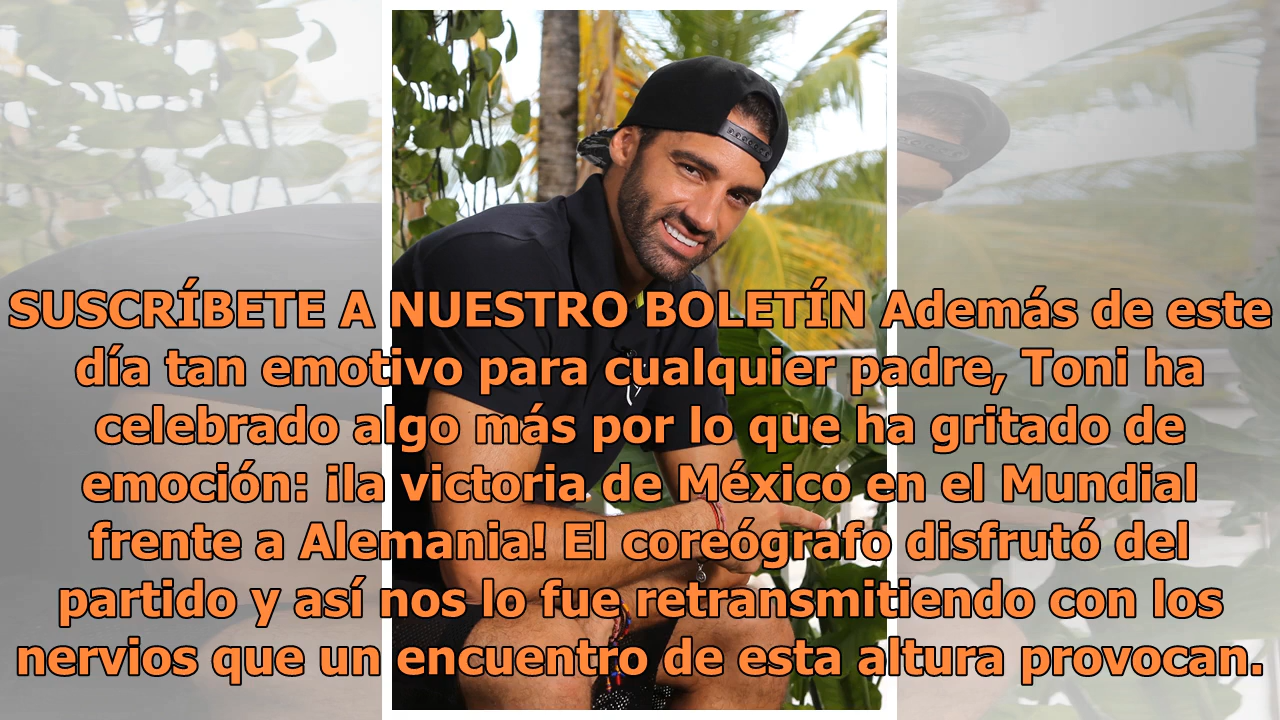 SUSCRÍBETE A NUESTRO BOLETÍN Además de este
día tan emotivo para cualquier padre, Toni ha
celebrado algo más por lo que ha gritado de
emoción: ¡la victoria de México en el Mundial
frente a Alemania! El coreógrafo disfrutó del
partido y así nos lo fue retransmitiendo con los
nervios que un encuentro de esta altura provocan.